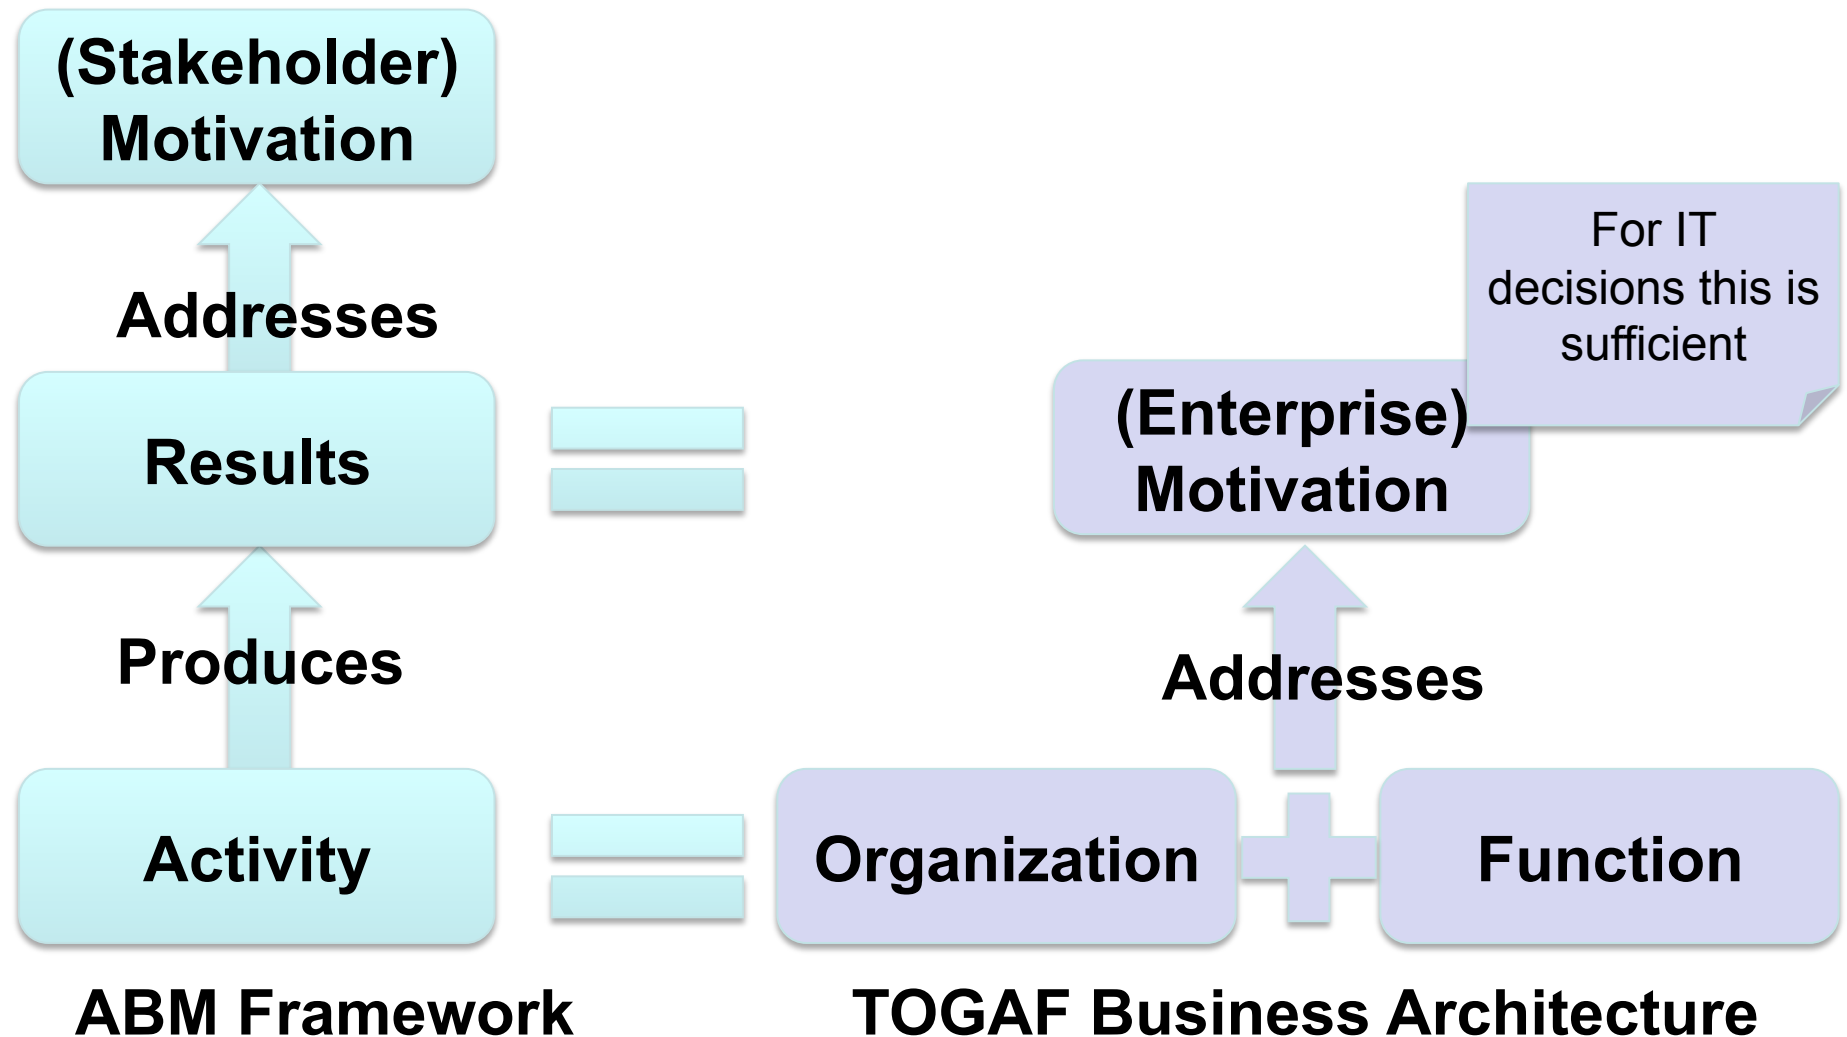 (Stakeholder)
Motivation
Addresses
Results
Produces
Activity
ABM Framework
For IT
decisions this is
sufficient
(Enterprise)
Motivation
Addresses
Organization
Function
TOGAF Business Architecture